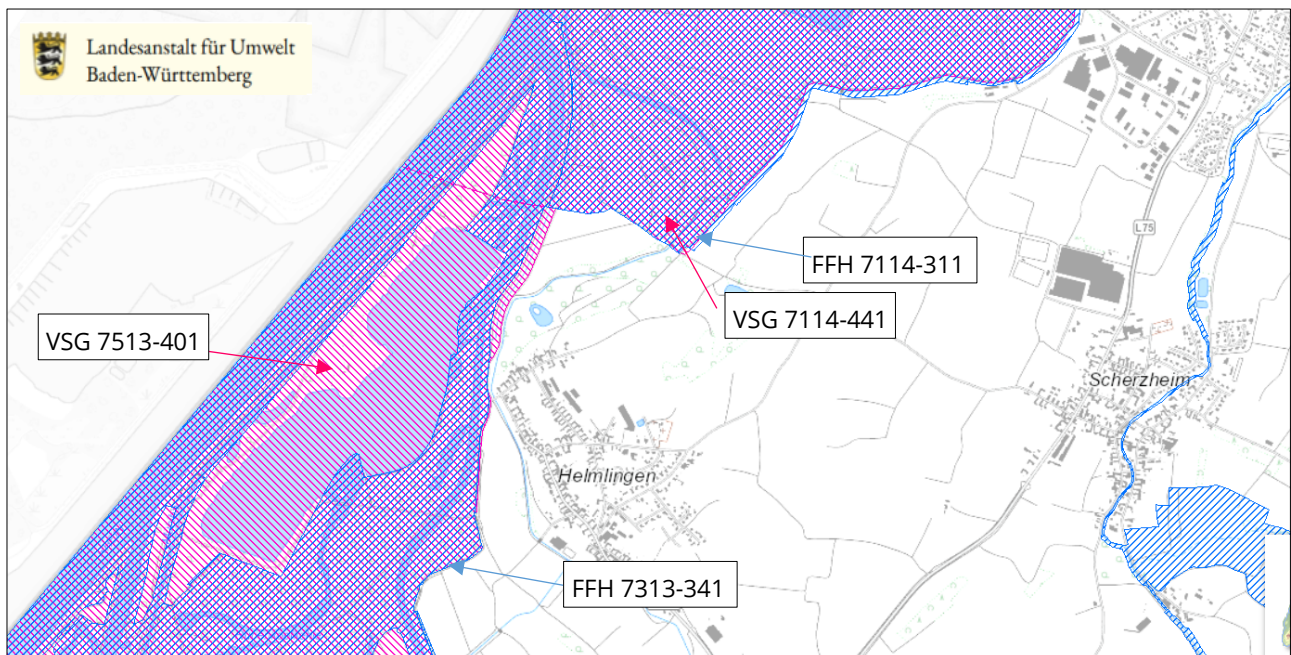 Landesanstalt für Umwelt
Baden-Württemberg
L75
FFH 7114-311
VSG 7114-441
VSG 7513-401
Scherzheim
Helmlingen
FFH 7313-341